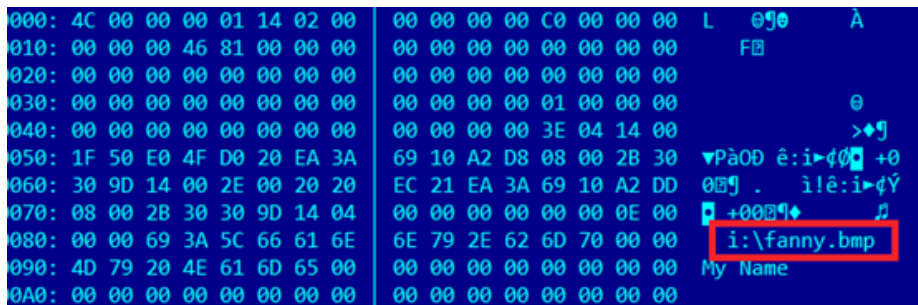 0000: 4C 00 00 00 01 14 02 00 00 00 00 00 C0 00 00 00 L ☺¶☻ À
0010: 00 00 00 46 81 00 00 00 00 00 00 00 00 00 00 00 F
0020: 00 00 00 00 00 00 00 00 00 00 00 00 00 00 00 00
0030: 00 00 00 00 00 00 00 00 00 00 00 00 01 00 00 00 ☺
0040: 00 00 00 00 00 00 00 00 00 00 00 00 3E 04 14 00 >♦¶
0050: 1F 50 E0 4F D0 20 EA 3A 69 10 A2 D8 08 00 2B 30 ▼PàOÐ ê:i►¢Ø◘ +0
0060: 30 9D 14 00 2E 00 20 20 EC 21 EA 3A 69 10 A2 DD 0¶ . ì!ê:i►¢Ý
0070: 08 00 2B 30 30 9D 14 04 00 00 00 00 00 00 0E 00 ◘ +00¶♦ ♫
0080: 00 00 69 3A 5C 66 61 6E 6E 79 2E 62 6D 70 00 00 i:\fanny.bmp
0090: 4D 79 20 4E 61 6D 65 00 00 00 00 00 00 00 00 00 My Name
00A0: 00 00 00 00 00 00 00 00 00 00 00 00 00 00 00 00